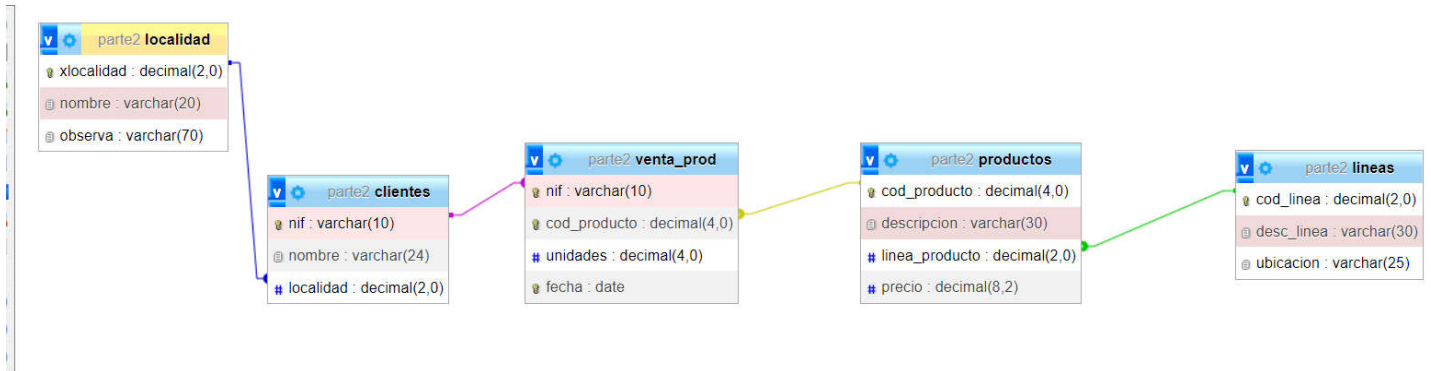 V parte2 localidad
xlocalidad : decimal(2,0)
nombre : varchar(20)
observa : varchar(70)
V parte2 clientes
nif : varchar(10)
nombre : varchar(24)
# localidad : decimal(2,0)
V parte2 venta_prod
nif : varchar(10)
cod_producto : decimal(4,0)
# unidades : decimal(4,0)
fecha : date
V parte2 productos
cod_producto : decimal(4,0)
descripcion : varchar(30)
# linea_producto : decimal(2,0)
# precio : decimal(8,2)
V parte2 lineas
cod_linea : decimal(2,0)
desc_linea : varchar(30)
ubicacion : varchar(25)